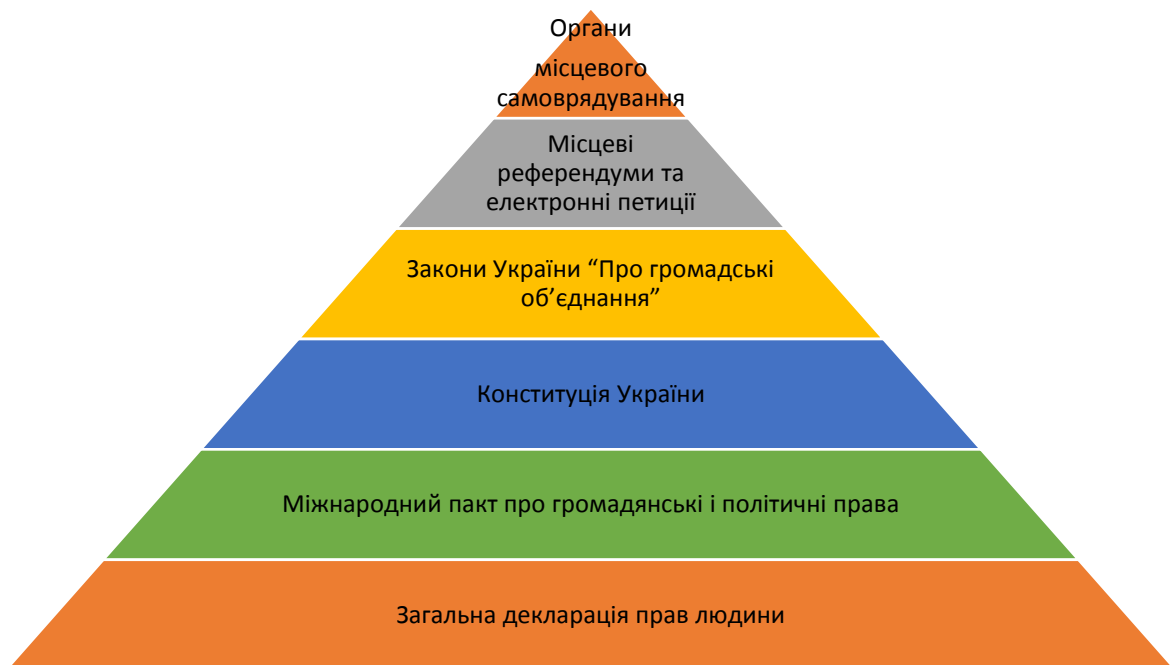 Органи
місцевого
самоврядування
Місцеві
референдуми та
електронні петиції
Закони України “Про громадські
об’єднання”
Конституція України
Міжнародний пакт про громадянські і політичні права
Загальна декларація прав людини